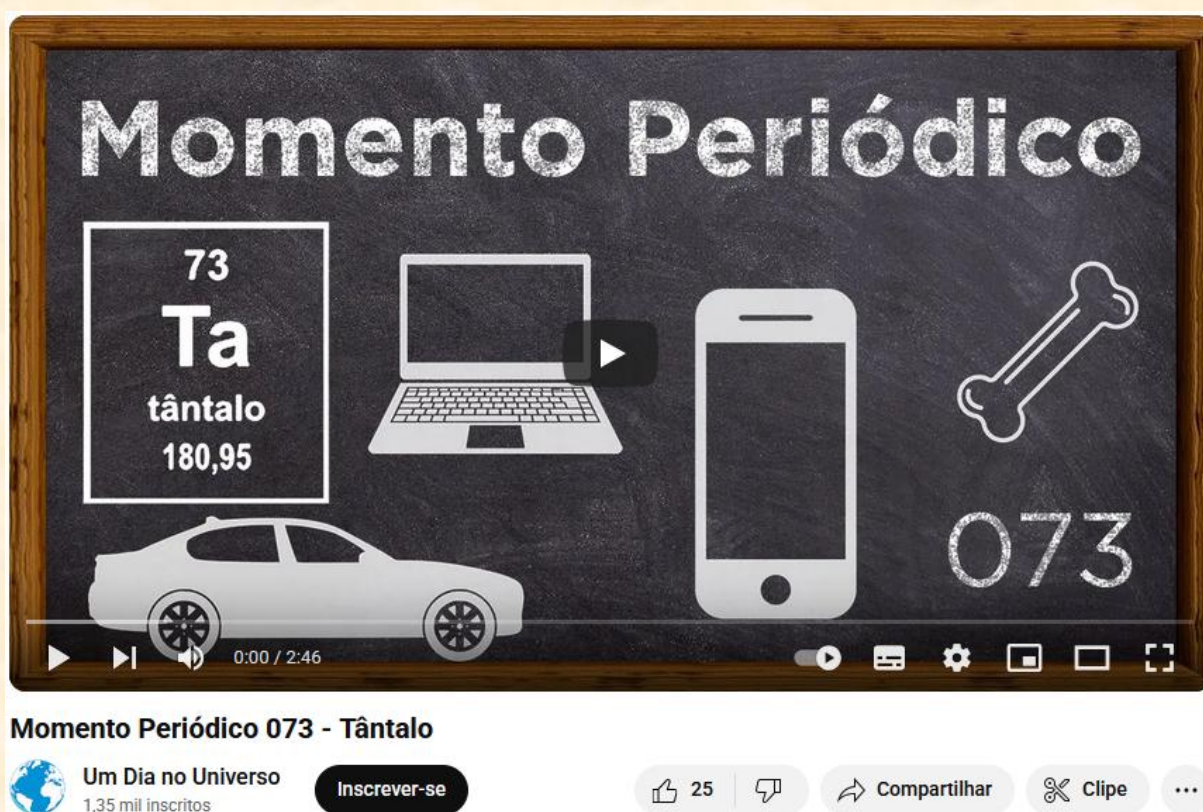 Momento Periódico
73
Ta
tântalo
180,95
073
0:00 / 2:46
Momento Periódico 073 - Tântalo
Um Dia no Universo
1,35 mil inscritos
Inscrever-se
25
Compartilhar
Clipe